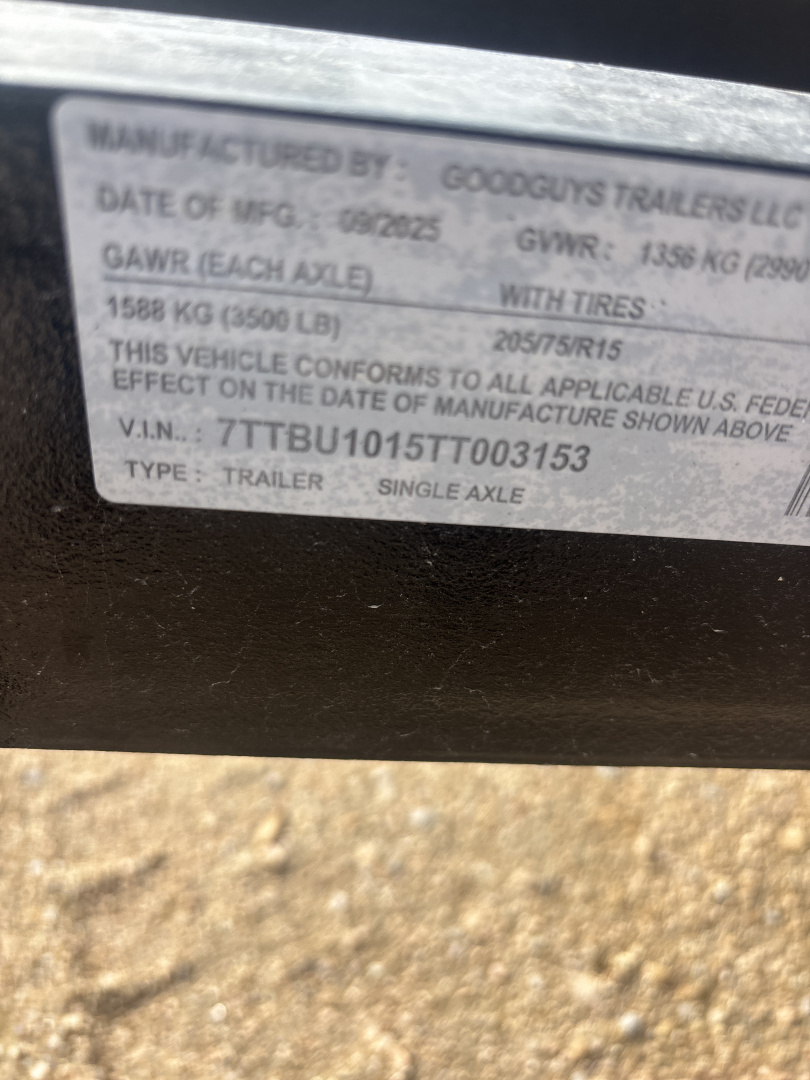 MANUFACTURED BY : GOODGUYS TRAILERS LLC
DATE OF MFG. : 09/2025 GVWR : 1356 KG (2990
GAWR (EACH AXLE) WITH TIRES :
1588 KG (3500 LB) 205/75/R15
THIS VEHICLE CONFORMS TO ALL APPLICABLE U.S. FEDE
EFFECT ON THE DATE OF MANUFACTURE SHOWN ABOVE
V.I.N.. : 7TTBU1015TT003153
TYPE : TRAILER SINGLE AXLE